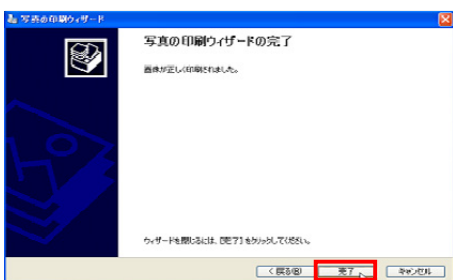 写真の印刷ウィザード
写真の印刷ウィザードの完了
画像が正しく印刷されました。
ウィザードを閉じるには、[完了] をクリックしてください。
< 戻る(B)
完了
キャンセル